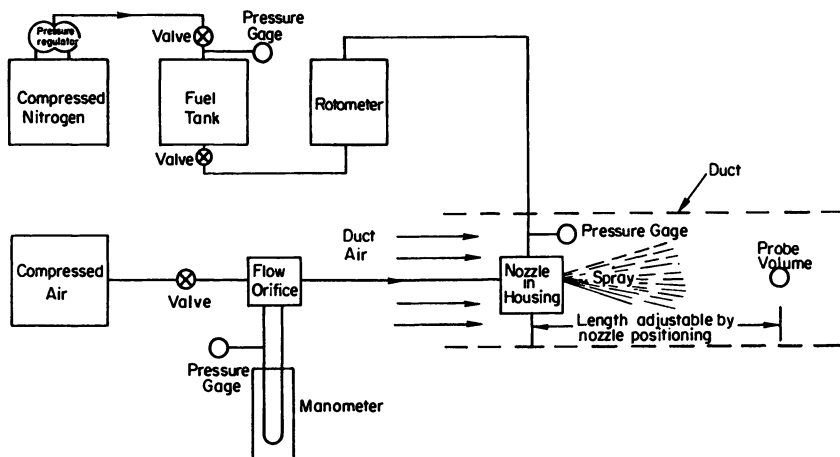 Pressure
regulator
Compressed
Nitrogen
Valve
Pressure
Gage
Fuel
Tank
Valve
Rotometer
Duct
Compressed
Air
Valve
Flow
Orifice
Pressure
Gage
Manometer
Duct
Air
Pressure Gage
Nozzle
in
Housing
Spray
Probe
Volume
Length adjustable by
nozzle positioning